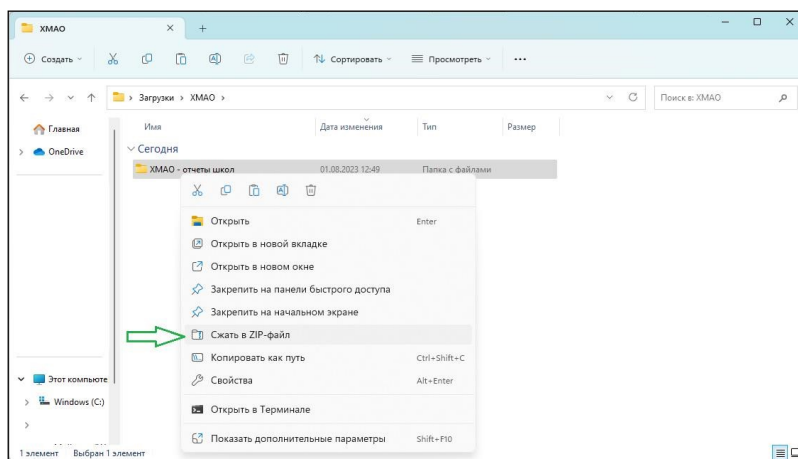 ХМАО
Создать
Сортировать
Просмотреть
Загрузки › ХМАО ›
Поиск в: ХМАО
Главная
OneDrive
Имя Дата изменения Тип Размер
Сегодня
ХМАО - отчеты школ 01.08.2023 12:49 Папка с файлами
Открыть Enter
Открыть в новой вкладке
Открыть в новом окне
Закрепить на панели быстрого доступа
Закрепить на начальном экране
Сжать в ZIP-файл
Копировать как путь Ctrl+Shift+C
Свойства Alt+Enter
Открыть в Терминале
Показать дополнительные параметры Shift+F10
Этот компьюте
Windows (C:)
1 элемент Выбран 1 элемент